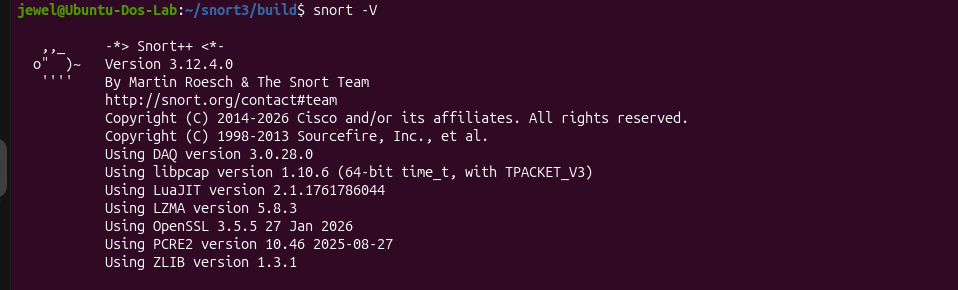 jewel@Ubuntu-Dos-Lab:~/snort3/build$ snort -V
   ,,_     -*> Snort++ <*-
  o"  )~   Version 3.12.4.0
   ''''    By Martin Roesch & The Snort Team
           http://snort.org/contact#team
           Copyright (C) 2014-2026 Cisco and/or its affiliates. All rights reserved.
           Copyright (C) 1998-2013 Sourcefire, Inc., et al.
           Using DAQ version 3.0.28.0
           Using libpcap version 1.10.6 (64-bit time_t, with TPACKET_V3)
           Using LuaJIT version 2.1.1761786044
           Using LZMA version 5.8.3
           Using OpenSSL 3.5.5 27 Jan 2026
           Using PCRE2 version 10.46 2025-08-27
           Using ZLIB version 1.3.1